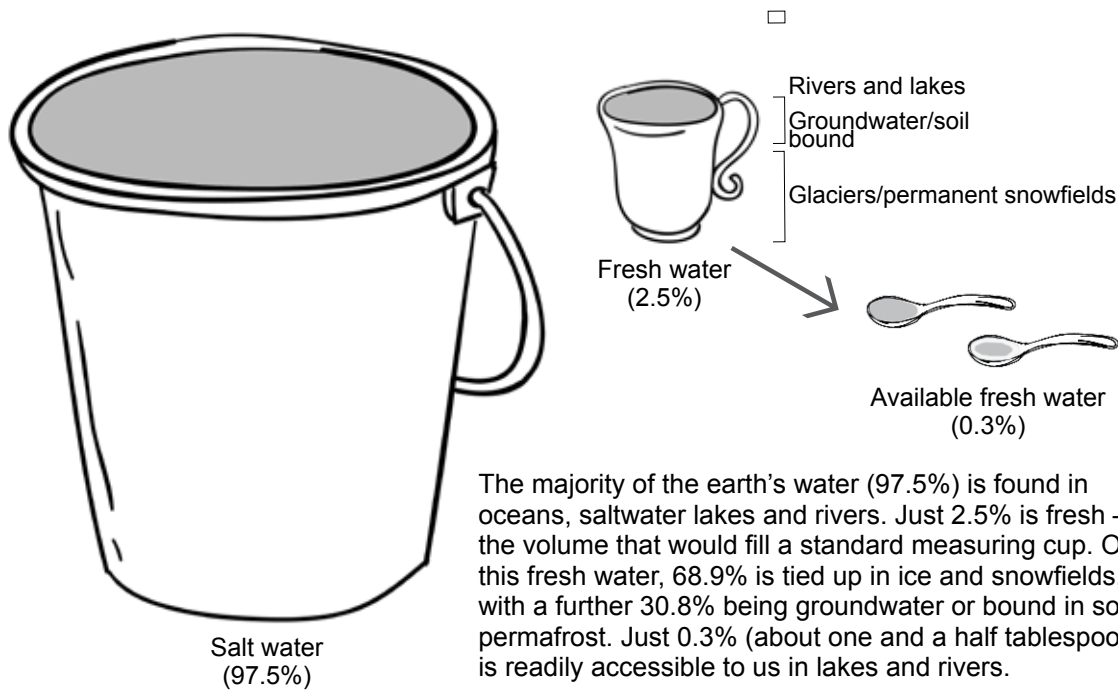 Rivers and lakes
Groundwater/soil
bound
Glaciers/permanent snowfields
Fresh water
(2.5%)
Available fresh water
(0.3%)
Salt water
(97.5%)
The majority of the earth's water (97.5%) is found in
oceans, saltwater lakes and rivers. Just 2.5% is fresh -
the volume that would fill a standard measuring cup.
this fresh water, 68.9% is tied up in ice and snowfields
with a further 30.8% being groundwater or bound in
permafrost. Just 0.3% (about one and a half
is readily accessible to us in lakes and rivers.